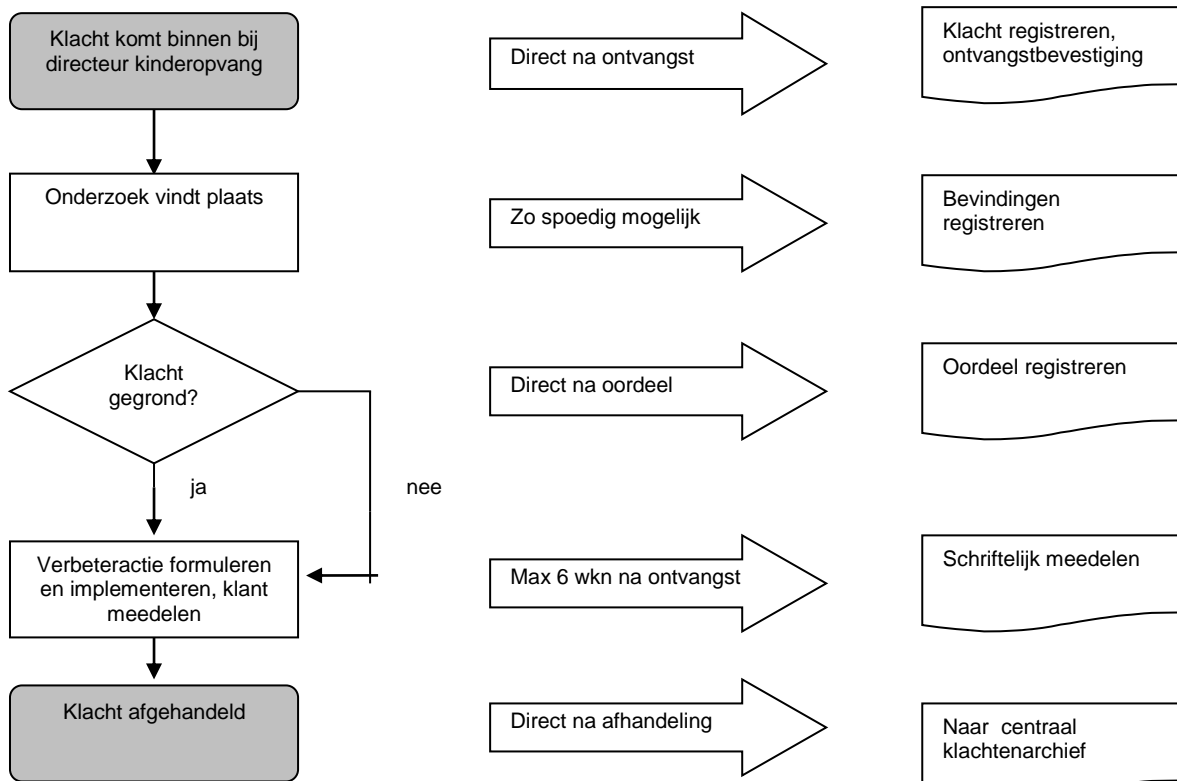 Klacht komt binnen bij
directeur kinderopvang
Direct na ontvangst
Klacht registreren,
ontvangstbevestiging
Onderzoek vindt plaats
Zo spoedig mogelijk
Bevindingen
registreren
Klacht
gegrond?
Direct na oordeel
Oordeel registreren
ja
nee
Verbeteractie formuleren
en implementeren, klant
meedelen
Max 6 wkn na ontvangst
Schriftelijk meedelen
Klacht afgehandeld
Direct na afhandeling
Naar centraal
klachtenarchief